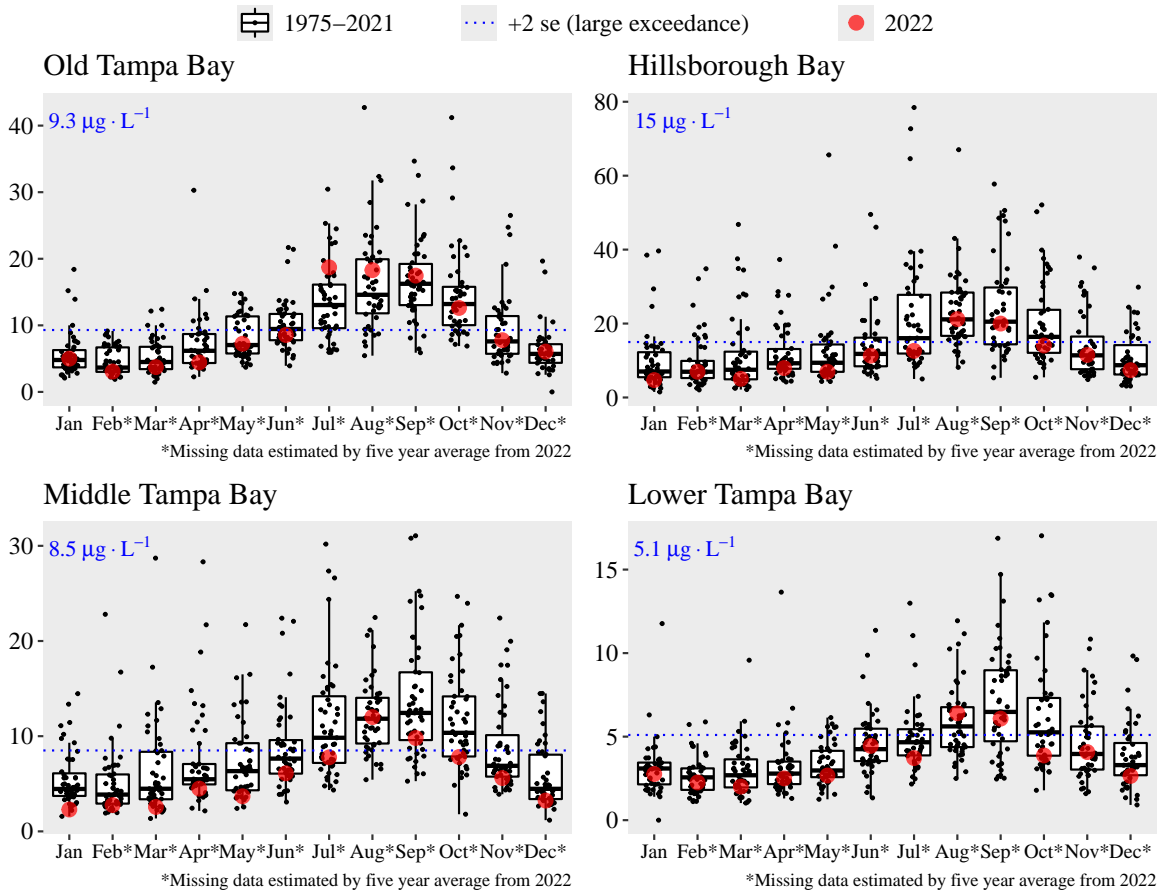 1975–2021 +2 se (large exceedance) 2022
Old Tampa Bay
9.3 μg · L⁻¹
40
30
20
10
0
Jan Feb* Mar* Apr* May* Jun* Jul* Aug* Sep* Oct* Nov* Dec*
*Missing data estimated by five year average from 2022
Hillsborough Bay
15 μg · L⁻¹
80
60
40
20
0
Jan Feb* Mar* Apr* May* Jun* Jul* Aug* Sep* Oct* Nov* Dec*
*Missing data estimated by five year average from 2022
Middle Tampa Bay
8.5 μg · L⁻¹
30
20
10
0
Jan Feb* Mar* Apr* May* Jun* Jul* Aug* Sep* Oct* Nov* Dec*
*Missing data estimated by five year average from 2022
Lower Tampa Bay
5.1 μg · L⁻¹
15
10
5
0
Jan Feb* Mar* Apr* May* Jun* Jul* Aug* Sep* Oct* Nov* Dec*
*Missing data estimated by five year average from 2022